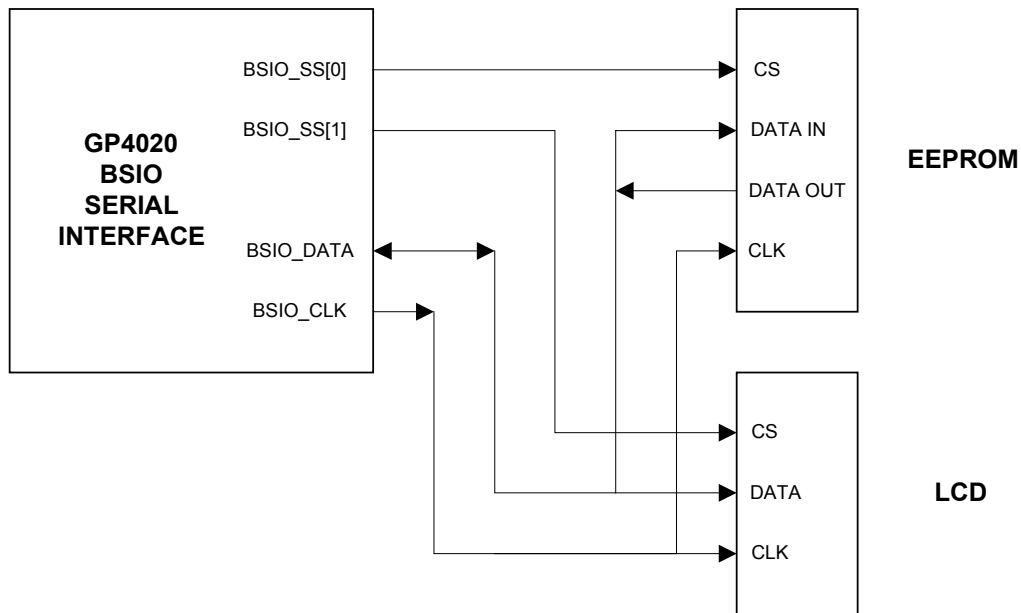 GP4020
BSIO
SERIAL
INTERFACE
BSIO_SS[0]
BSIO_SS[1]
BSIO_DATA
BSIO_CLK
CS
DATA IN
DATA OUT
CLK
EEPROM
CS
DATA
CLK
LCD